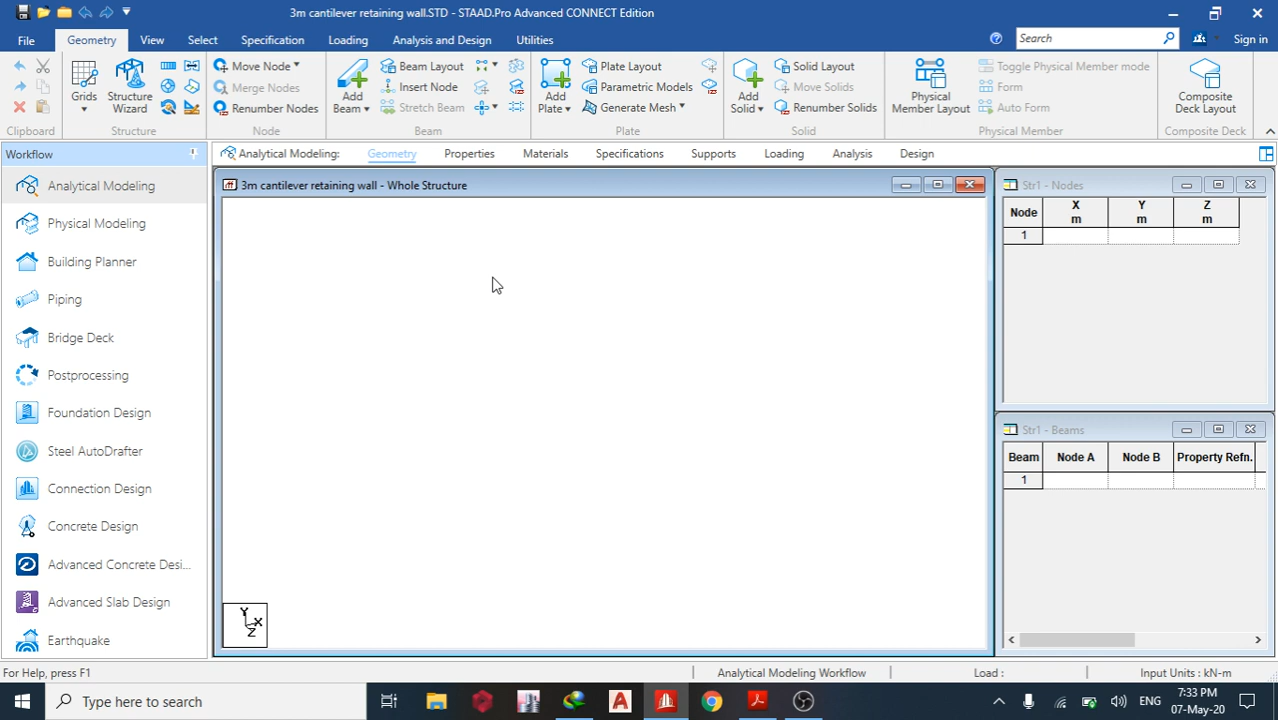 3m cantilever retaining wall.STD - STAAD.Pro Advanced CONNECT Edition
File Geometry View Select Specification Loading Analysis and Design Utilities Search Sign in
Grids Structure Wizard
Move Node
Merge Nodes
Renumber Nodes
Add Beam Beam Layout
Insert Node
Stretch Beam
Add Plate Plate Layout
Parametric Models
Generate Mesh
Add Solid Solid Layout
Move Solids
Renumber Solids
Physical Member Layout Toggle Physical Member mode
Form
Auto Form
Composite Deck Layout
Clipboard Structure Node Beam Plate Solid Physical Member Composite Deck
Workflow
Analytical Modeling: Geometry Properties Materials Specifications Supports Loading Analysis Design
Analytical Modeling
Physical Modeling
Building Planner
Piping
Bridge Deck
Postprocessing
Foundation Design
Steel AutoDrafter
Connection Design
Concrete Design
Advanced Concrete Desi...
Advanced Slab Design
Earthquake
3m cantilever retaining wall - Whole Structure
Y
X
Z
Str1 - Nodes
Node X m Y m Z m
1
Str1 - Beams
Beam Node A Node B Property Refn.
1
For Help, press F1 Analytical Modeling Workflow Load : Input Units : kN-m
Type here to search
ENG
7:33 PM
07-May-20